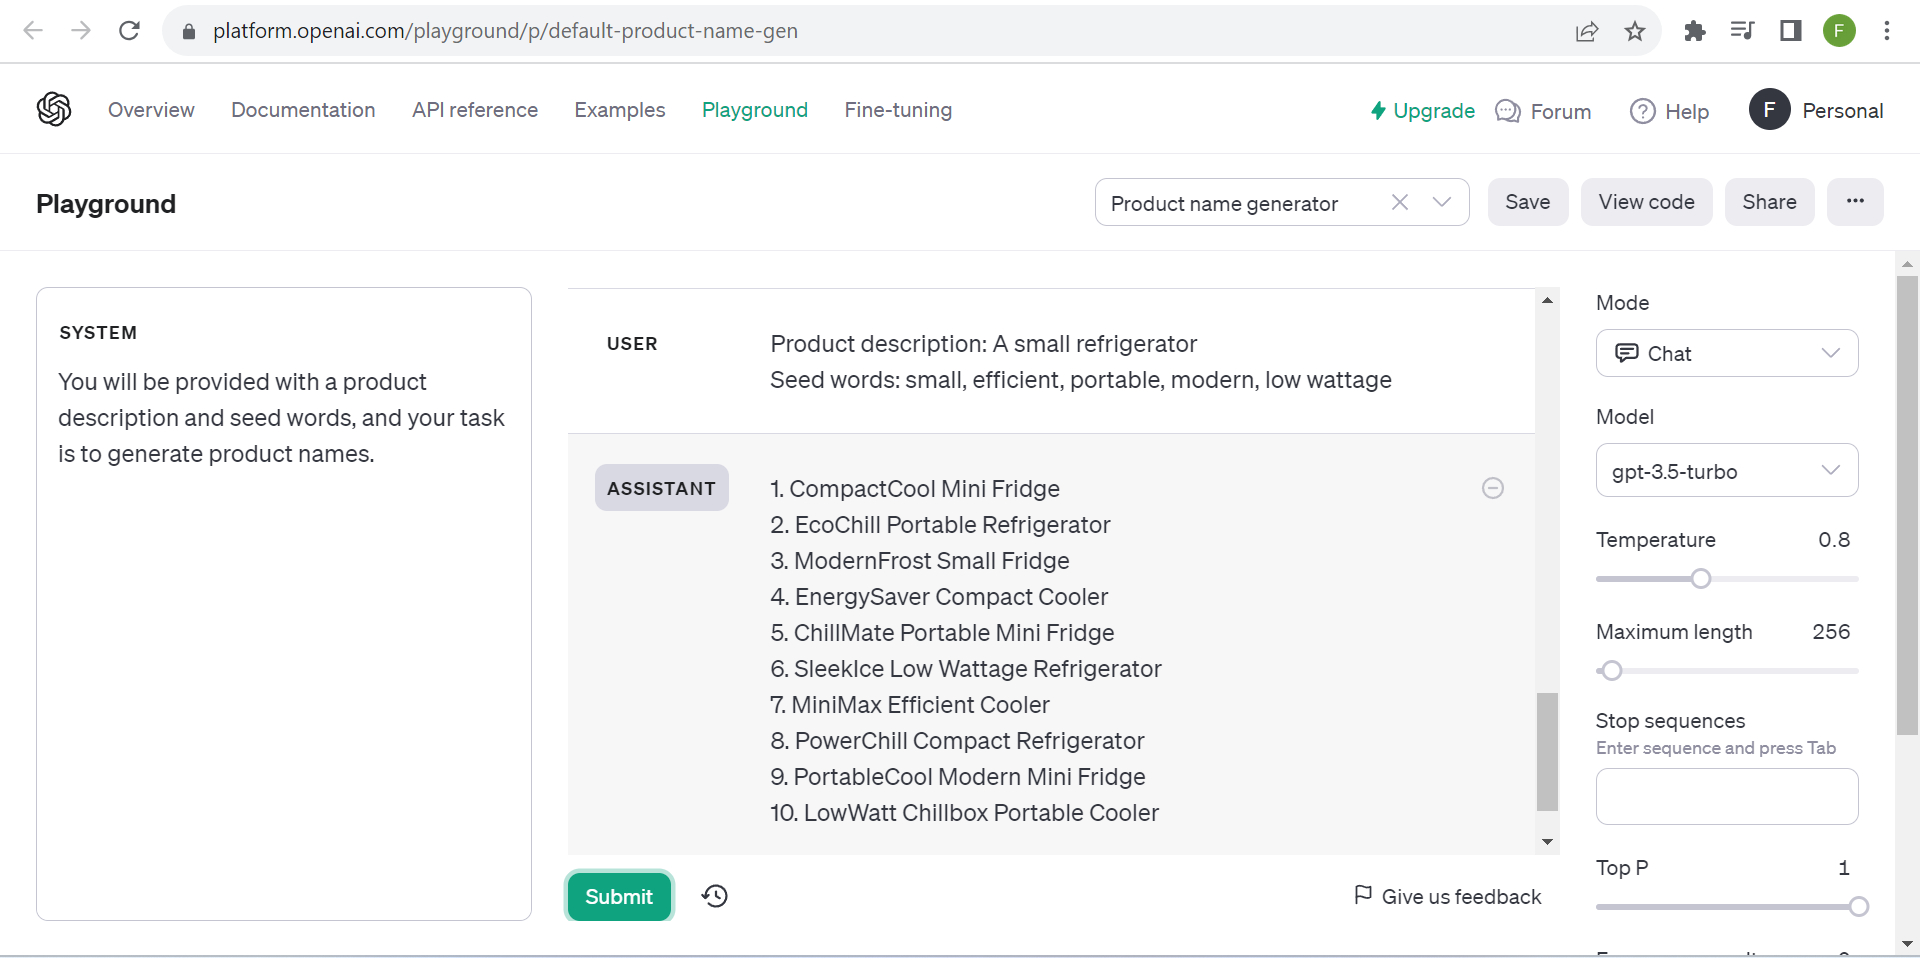 platform.openai.com/playground/p/default-product-name-gen
F
Overview
Documentation
API reference
Examples
Playground
Fine-tuning
Upgrade
Forum
Help
F
Personal
Playground
Product name generator
Save
View code
Share
SYSTEM
You will be provided with a product
description and seed words, and your task
is to generate product names.
USER
Product description: A small refrigerator
Seed words: small, efficient, portable, modern, low wattage
ASSISTANT
1. CompactCool Mini Fridge
2. EcoChill Portable Refrigerator
3. ModernFrost Small Fridge
4. EnergySaver Compact Cooler
5. ChillMate Portable Mini Fridge
6. SleekIce Low Wattage Refrigerator
7. MiniMax Efficient Cooler
8. PowerChill Compact Refrigerator
9. PortableCool Modern Mini Fridge
10. LowWatt Chillbox Portable Cooler
Submit
Give us feedback
Mode
Chat
Model
gpt-3.5-turbo
Temperature 0.8
Maximum length 256
Stop sequences
Enter sequence and press Tab
Top P 1